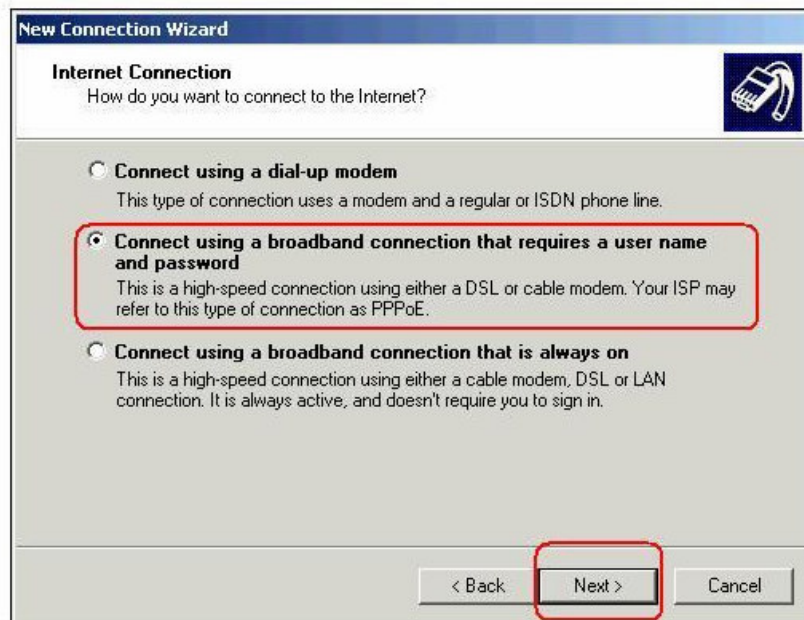 New Connection Wizard
Internet Connection
How do you want to connect to the Internet?
Connect using a dial-up modem
This type of connection uses a modem and a regular or ISDN phone line.
Connect using a broadband connection that requires a user name
and password
This is a high-speed connection using either a DSL or cable modem. Your ISP may
refer to this type of connection as PPPoE.
Connect using a broadband connection that is always on
This is a high-speed connection using either a cable modem, DSL or LAN
connection. It is always active, and doesn't require you to sign in.
< Back Next > Cancel